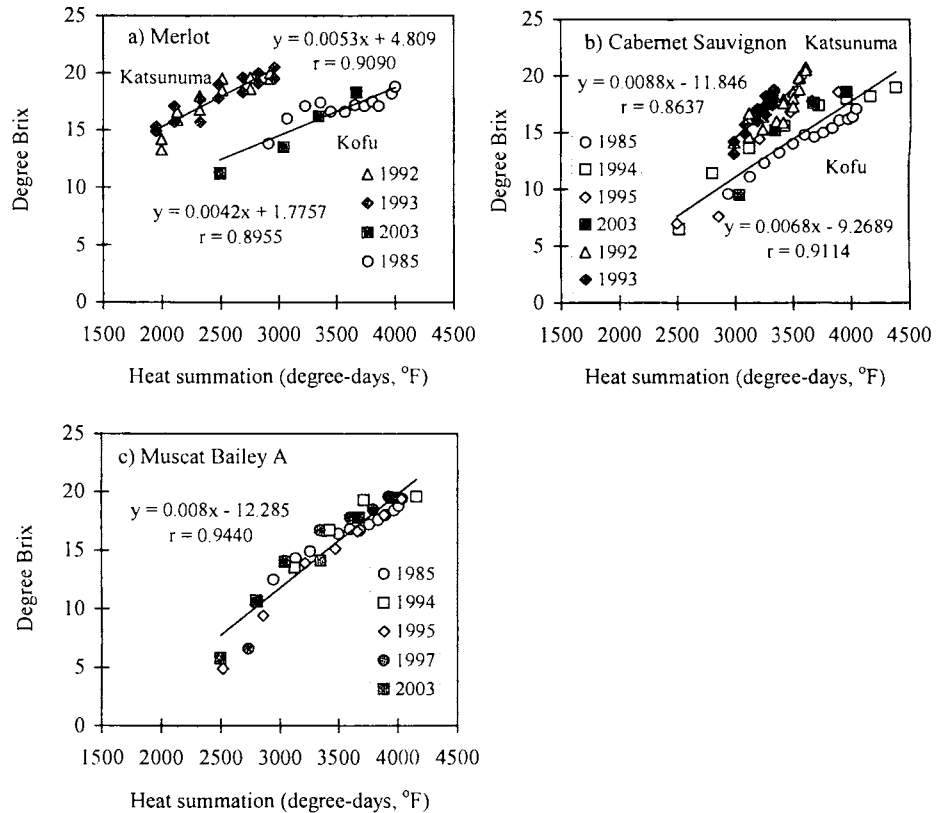 a) Merlot
y = 0.0053x + 4.809
r = 0.9090
Katsunuma
Kofu
y = 0.0042x + 1.7757
r = 0.8955
1992
1993
2003
1985
25
20
15
10
5
0
1500 2000 2500 3000 3500 4000 4500
Degree Brix
Heat summation (degree-days, °F)
b) Cabernet Sauvignon Katsunuma
y = 0.0088x - 11.846
r = 0.8637
1985
1994
1995
2003
1992
1993
Kofu
y = 0.0068x - 9.2689
r = 0.9114
25
20
15
10
5
0
1500 2000 2500 3000 3500 4000 4500
Degree Brix
Heat summation (degree-days, °F)
c) Muscat Bailey A
y = 0.008x - 12.285
r = 0.9440
1985
1994
1995
1997
2003
25
20
15
10
5
0
1500 2000 2500 3000 3500 4000 4500
Degree Brix
Heat summation (degree-days, °F)